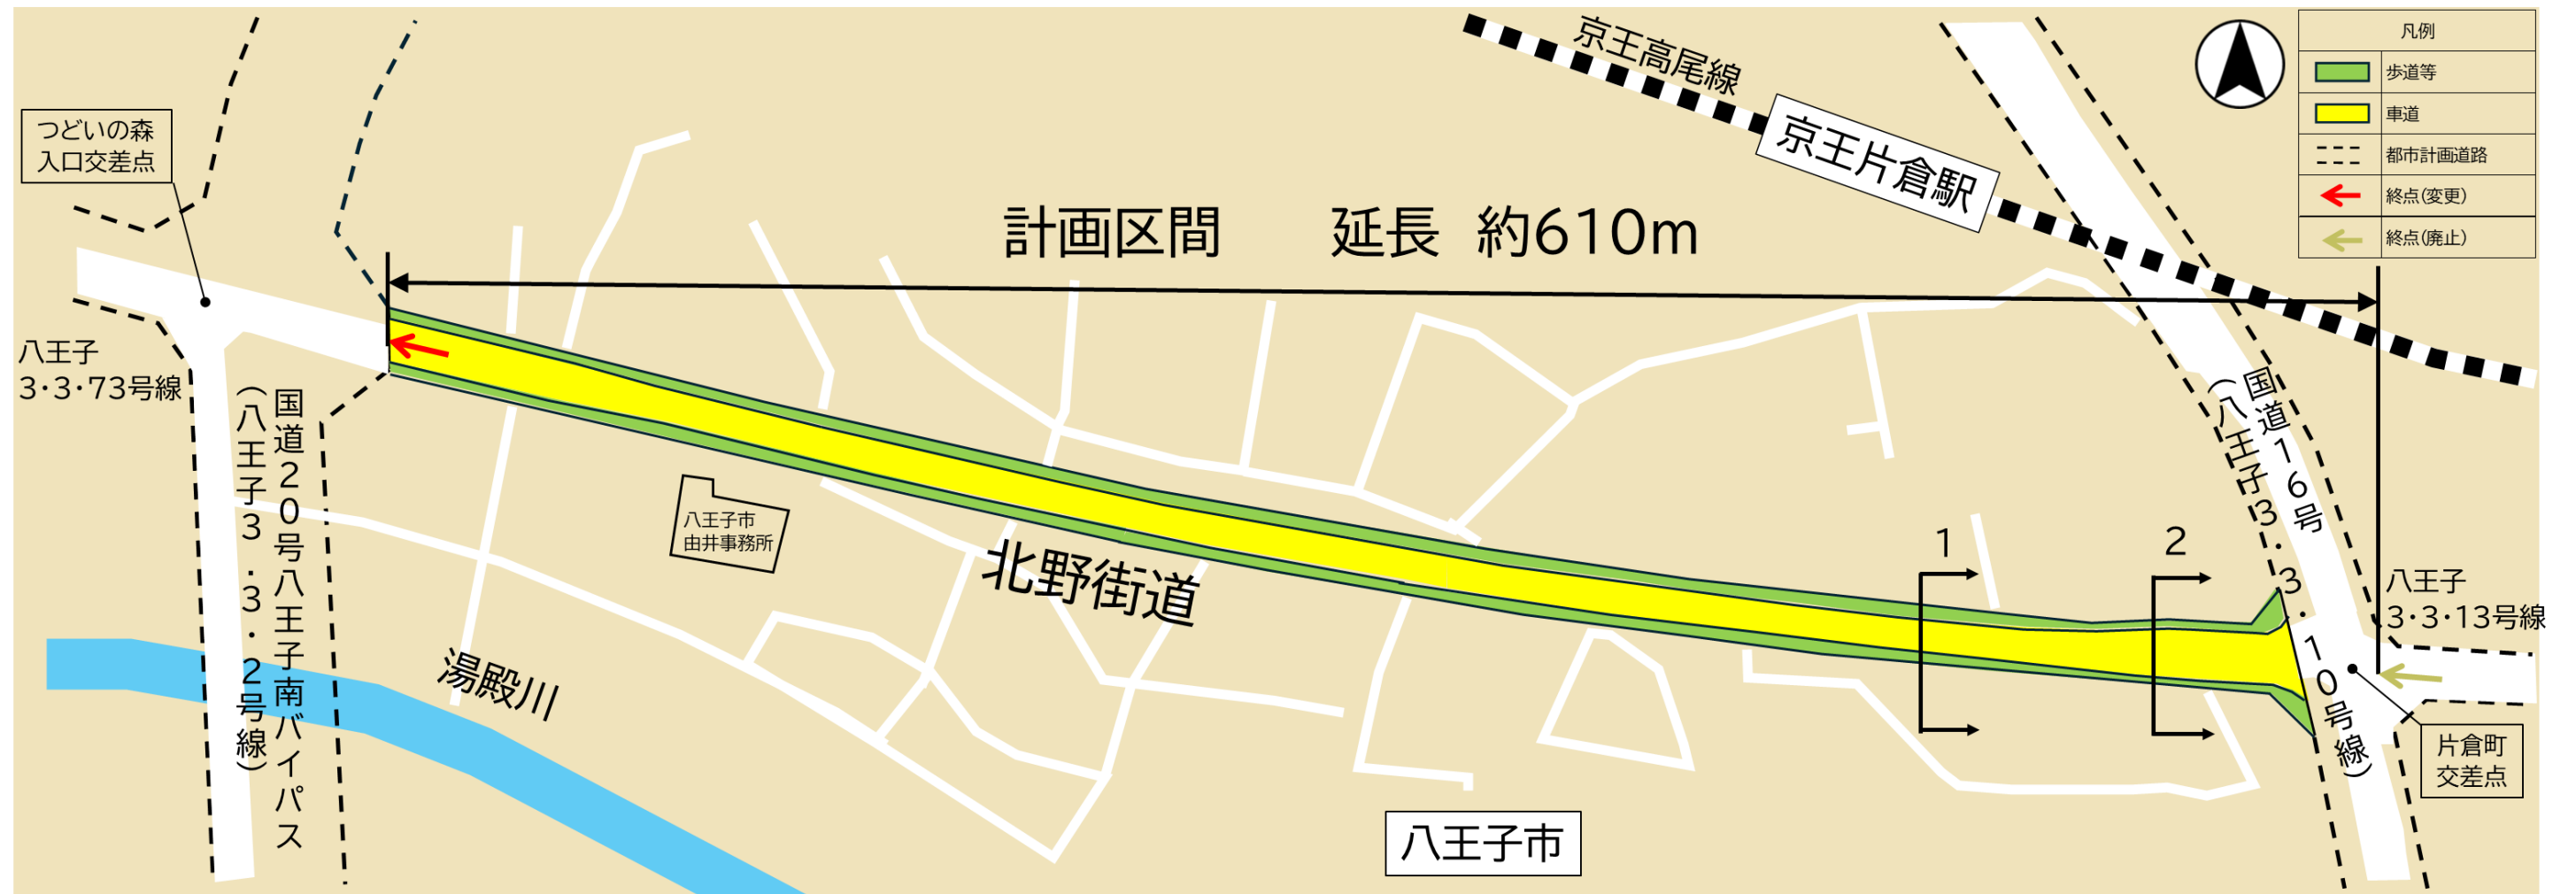 凡例
歩道等
車道
都市計画道路
終点(変更)
終点(廃止)
京王高尾線
京王片倉駅
つどいの森
入口交差点
計画区間　延長 約610m
八王子
3・3・73号線
国道20号八王子南バイパス
(八王子3・3・2号線)
国道16号
(八王子3・3・10号線)
八王子市
由井事務所
北野街道
湯殿川
1
2
八王子
3・3・13号線
片倉町
交差点
八王子市